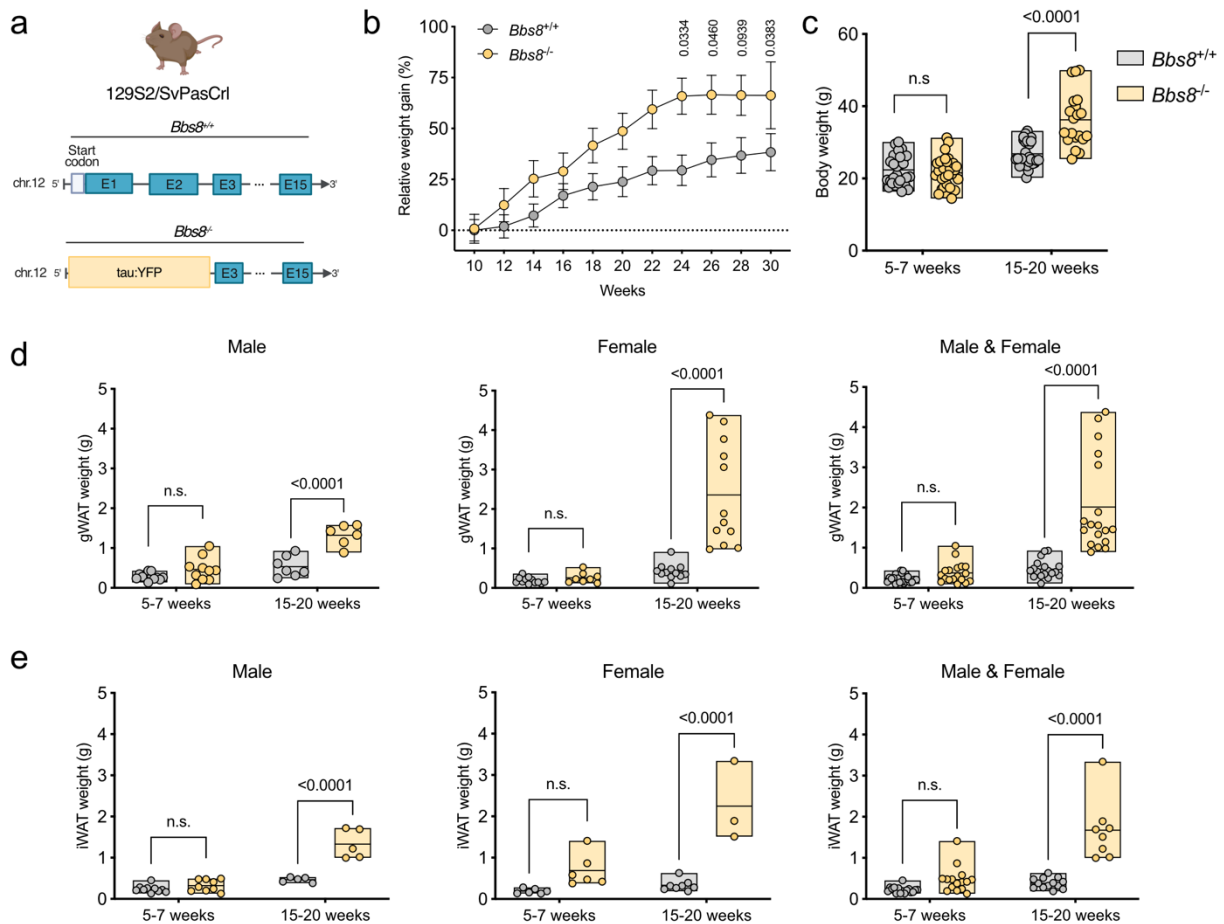 a
129S2/SvPasCrl
Bbs8+/+
Start
codon
chr.12 5' E1 E2 E3 ... E15 3'
Bbs8-/-
chr.12 5' tau:YFP E3 ... E15 3'
b
Bbs8+/+
Bbs8-/-
0.0334
0.0460
0.0939
0.0383
Relative weight gain (%)
100
75
50
25
0
10 12 14 16 18 20 22 24 26 28 30
Weeks
c
<0.0001
n.s
Bbs8+/+
Bbs8-/-
Body weight (g)
60
40
20
0
5-7 weeks 15-20 weeks
d
Male
gWAT weight (g)
5
4
3
2
1
0
n.s.
<0.0001
5-7 weeks 15-20 weeks
Female
gWAT weight (g)
5
4
3
2
1
0
n.s.
<0.0001
5-7 weeks 15-20 weeks
Male & Female
gWAT weight (g)
5
4
3
2
1
0
n.s.
<0.0001
5-7 weeks 15-20 weeks
e
Male
iWAT weight (g)
5
4
3
2
1
0
n.s.
<0.0001
5-7 weeks 15-20 weeks
Female
iWAT weight (g)
5
4
3
2
1
0
n.s.
<0.0001
5-7 weeks 15-20 weeks
Male & Female
iWAT weight (g)
5
4
3
2
1
0
n.s.
<0.0001
5-7 weeks 15-20 weeks